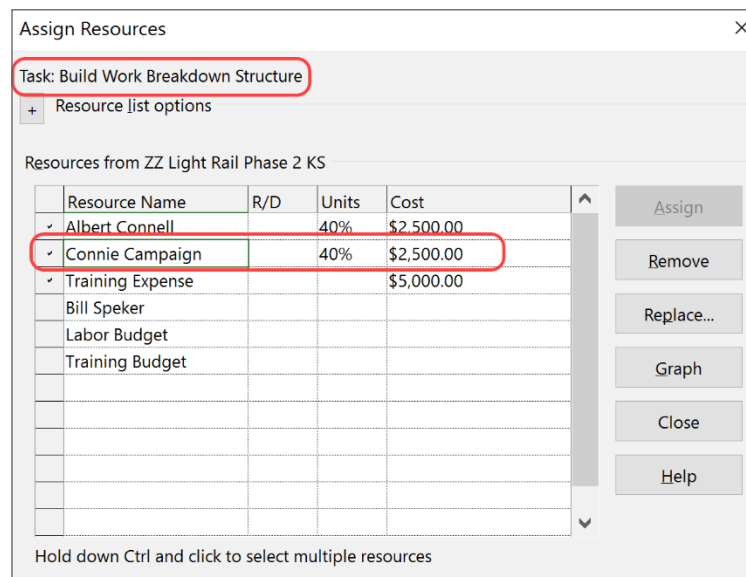 Assign Resources
Task: Build Work Breakdown Structure
+ Resource list options
Resources from ZZ Light Rail Phase 2 KS
Resource Name R/D Units Cost
Albert Connell 40% $2,500.00
Connie Campaign 40% $2,500.00
Training Expense $5,000.00
Bill Speker
Labor Budget
Training Budget
Assign
Remove
Replace...
Graph
Close
Help
Hold down Ctrl and click to select multiple resources